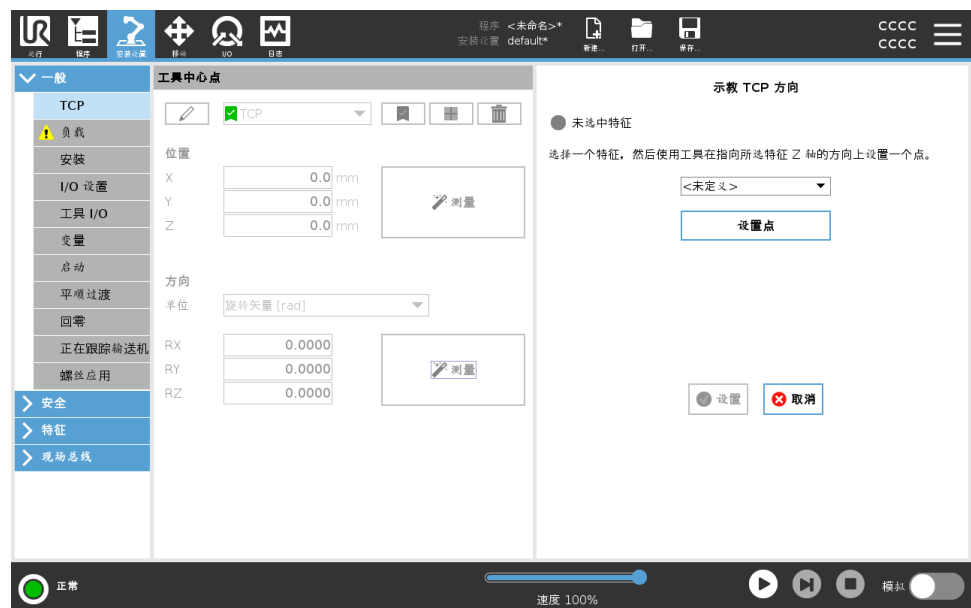 UR
运行 程序 安装设置 移动 I/O 日志
程序 <未命名>*
安装设置 default*
新建... 打开... 保存...
CCCC
CCCC
一般
TCP
负载
安装
I/O 设置
工具 I/O
变量
启动
平顺过渡
回零
正在跟踪输送机
螺丝应用
安全
特征
现场总线
工具中心点
TCP
位置
X 0.0 mm
Y 0.0 mm
Z 0.0 mm
测量
方向
单位 旋转矢量 [rad]
RX 0.0000
RY 0.0000
RZ 0.0000
测量
示教 TCP 方向
未选中特征
选择一个特征，然后使用工具在指向所选特征 Z 轴的方向上设置一个点。
<未定义>
设置点
设置 取消
正常
速度 100%
模拟